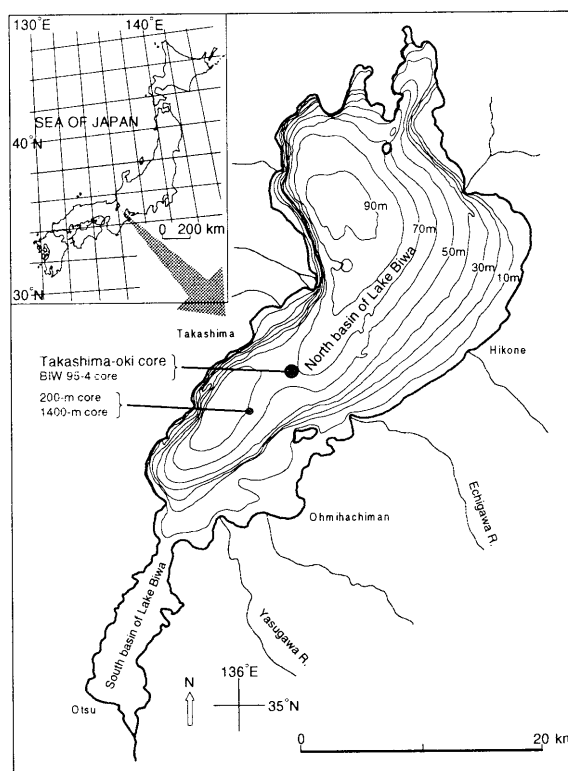 130°E
140°E
SEA OF JAPAN
40°N
0 200 km
30°N
90m
70m
50m
30m
10m
North basin of Lake Biwa
Takashima
Hikone
Takashima-oki core
BIW 95-4 core
200-m core
1400-m core
Echigawa R.
Ohmihachiman
South basin of Lake Biwa
Yasugawa R.
136°E
N
35°N
Otsu
0
20 km